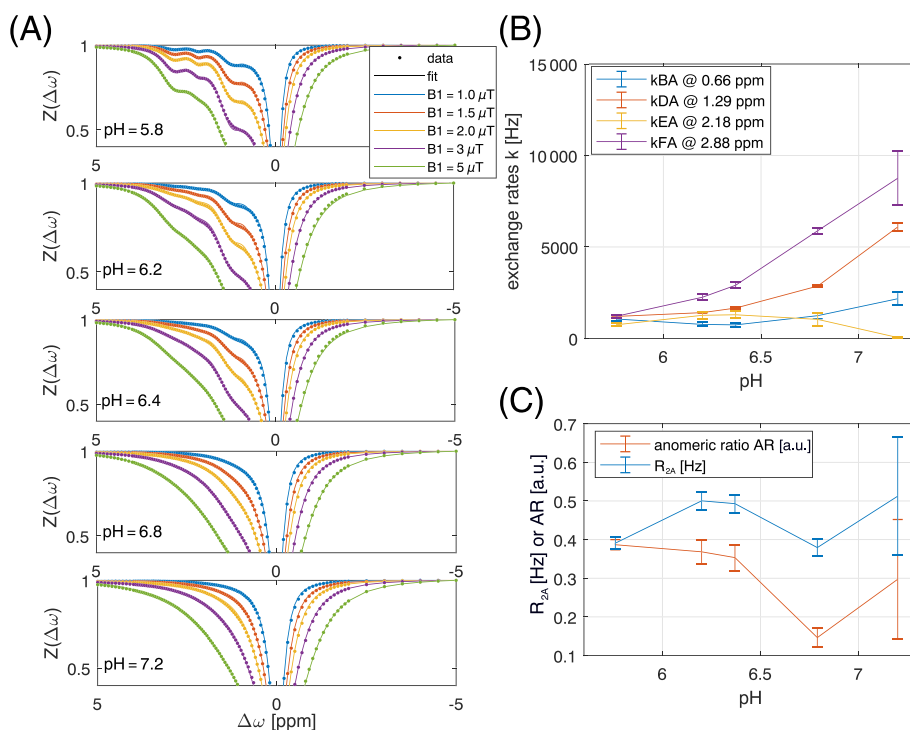 (A)
1
0.5
Z(Δω)
pH = 5.8
5
0
data
fit
B1 = 1.0 μT
B1 = 1.5 μT
B1 = 2.0 μT
B1 = 3 μT
B1 = 5 μT
1
0.5
Z(Δω)
pH = 6.2
5
0
-5
1
0.5
Z(Δω)
pH = 6.4
5
0
-5
1
0.5
Z(Δω)
pH = 6.8
5
0
-5
1
0.5
Z(Δω)
pH = 7.2
5
0
-5
Δω [ppm]
(B)
15 000
10 000
5000
0
exchange rates k [Hz]
kBA @ 0.66 ppm
kDA @ 1.29 ppm
kEA @ 2.18 ppm
kFA @ 2.88 ppm
6
6.5
7
pH
(C)
0.7
0.6
0.5
0.4
0.3
0.2
0.1
R2A [Hz] or AR [a.u.]
anomeric ratio AR [a.u.]
R2A [Hz]
6
6.5
7
pH